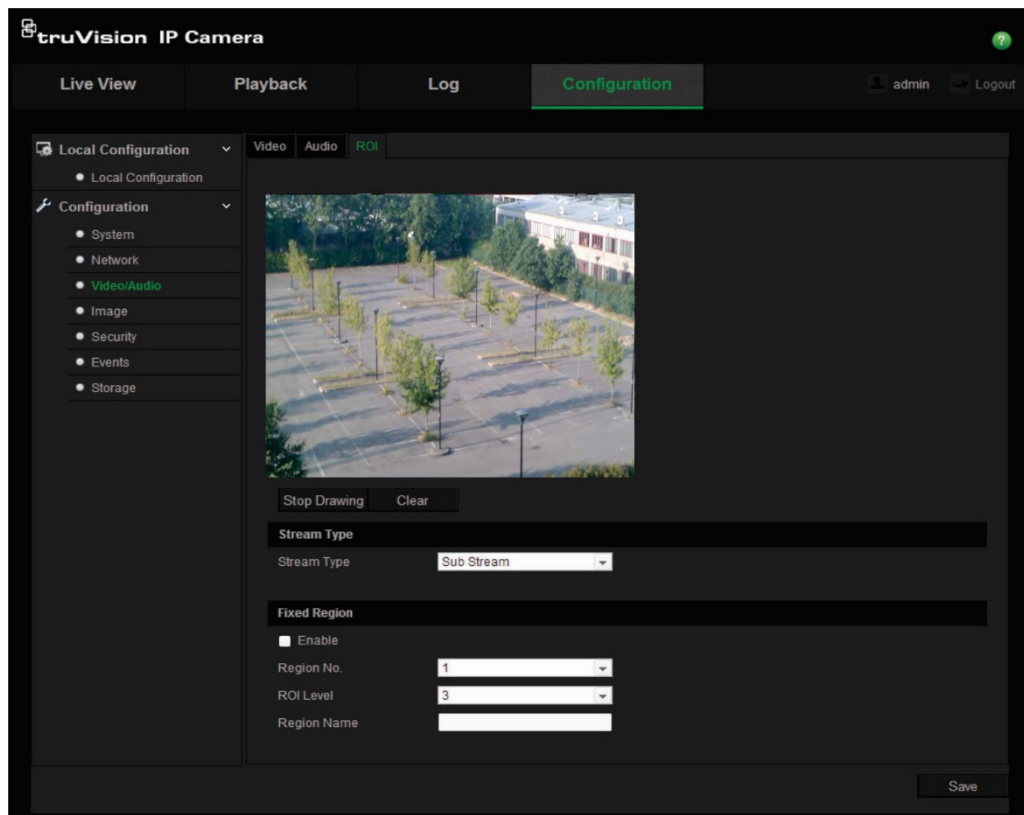 truVision IP Camera
?
Live View Playback Log Configuration admin Logout
Local Configuration
Local Configuration
Configuration
System
Network
Video/Audio
Image
Security
Events
Storage
Video Audio ROI
Stop Drawing Clear
Stream Type
Stream Type Sub Stream
Fixed Region
Enable
Region No. 1
ROI Level 3
Region Name
Save